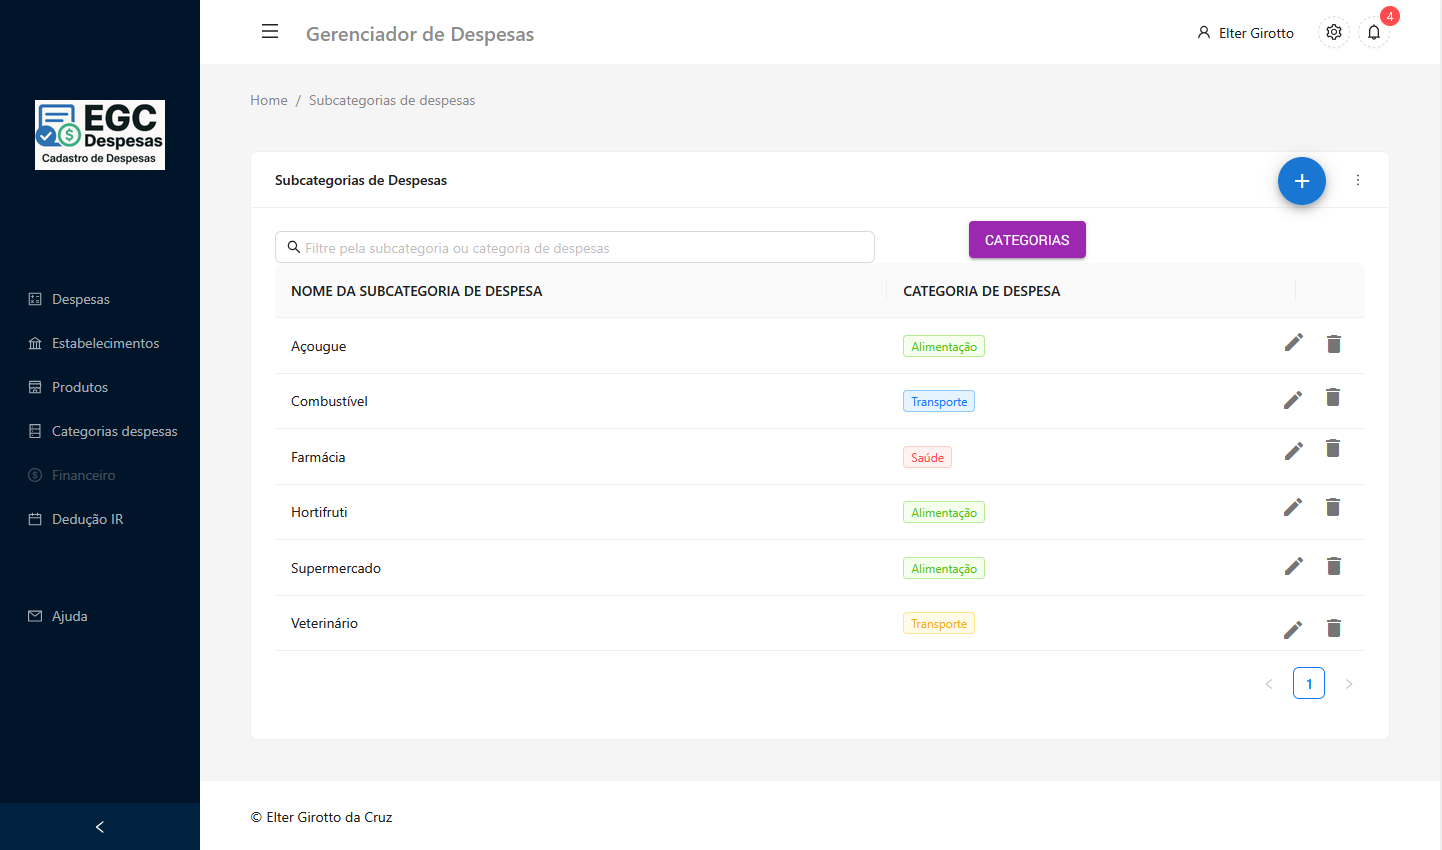 Gerenciador de Despesas
Elter Girotto
4
EGC
Despesas
Cadastro de Despesas
Home / Subcategorias de despesas
Despesas
Estabelecimentos
Produtos
Categorias despesas
Financeiro
Dedução IR
Ajuda
Subcategorias de Despesas
Filtre pela subcategoria ou categoria de despesas
CATEGORIAS
NOME DA SUBCATEGORIA DE DESPESA CATEGORIA DE DESPESA
Açougue Alimentação
Combustível Transporte
Farmácia Saúde
Hortifruti Alimentação
Supermercado Alimentação
Veterinário Transporte
< 1 >
© Elter Girotto da Cruz